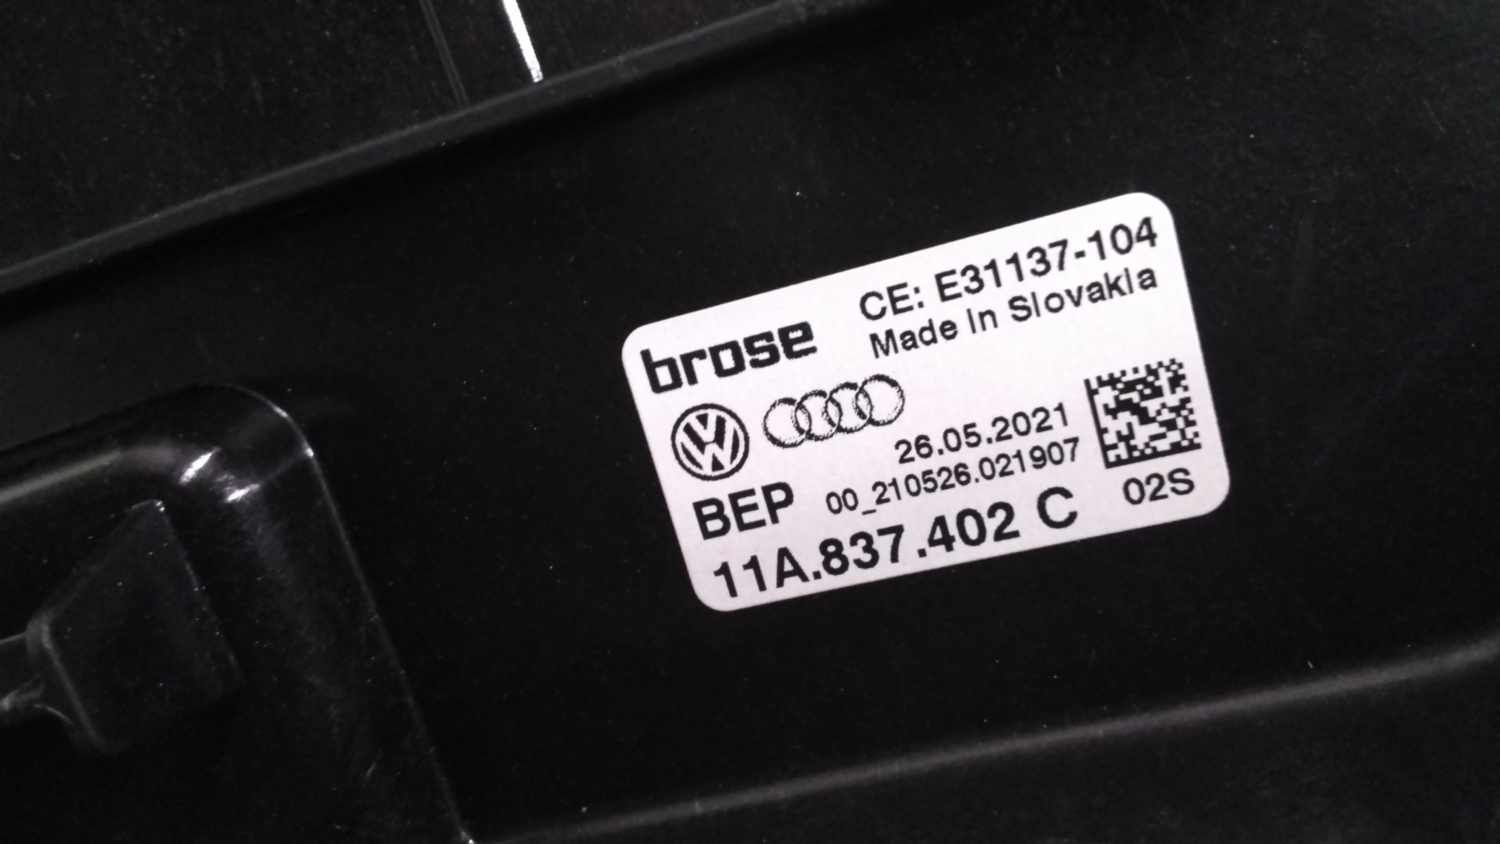 brose
CE: E31137-104
Made In Slovakia
26.05.2021
00_210526.021907
BEP
11A.837.402 C
02S